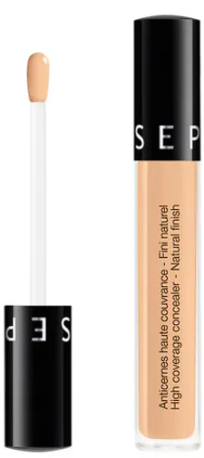 SEP
SEP
Anticernes haute couvrance - Fini naturel
High coverage concealer - Natural finish